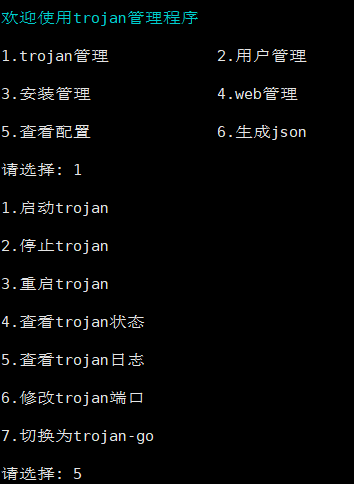 欢迎使用trojan管理程序
1.trojan管理 2.用户管理
3.安装管理 4.web管理
5.查看配置 6.生成json
请选择: 1
1.启动trojan
2.停止trojan
3.重启trojan
4.查看trojan状态
5.查看trojan日志
6.修改trojan端口
7.切换为trojan-go
请选择: 5